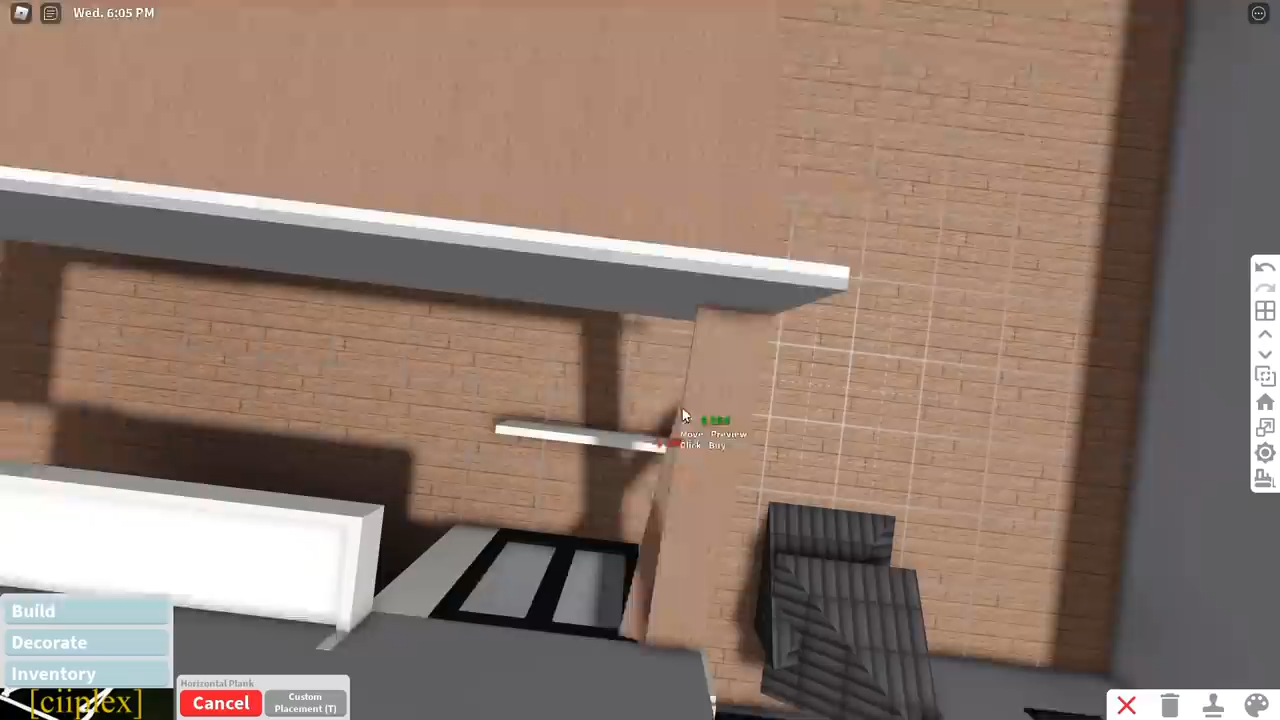 Wed. 6:05 PM
Move Preview
Click Buy
Build
Decorate
Inventory
[ciiplex]
Horizontal Plank
Cancel
Custom
Placement (T)